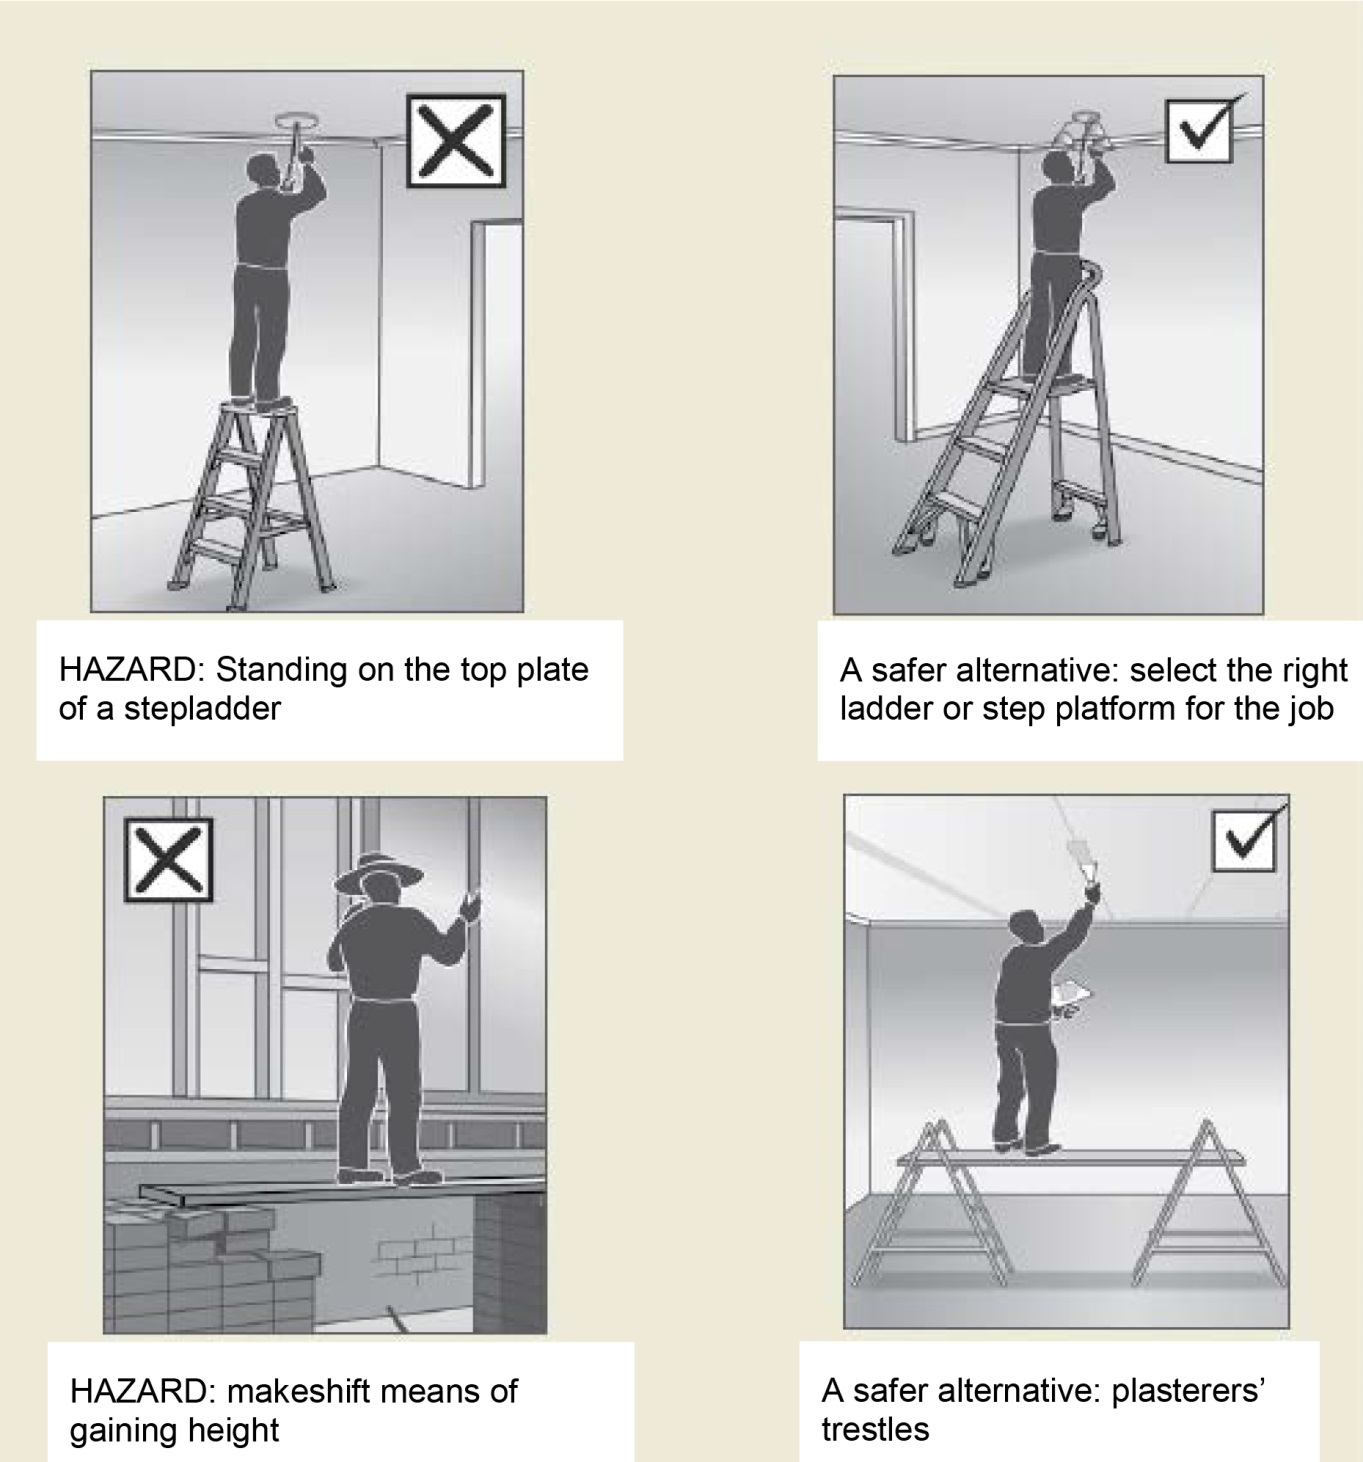 HAZARD: Standing on the top plate
of a stepladder
A safer alternative: select the right
ladder or step platform for the job
HAZARD: makeshift means of
gaining height
A safer alternative: plasterers’
trestles